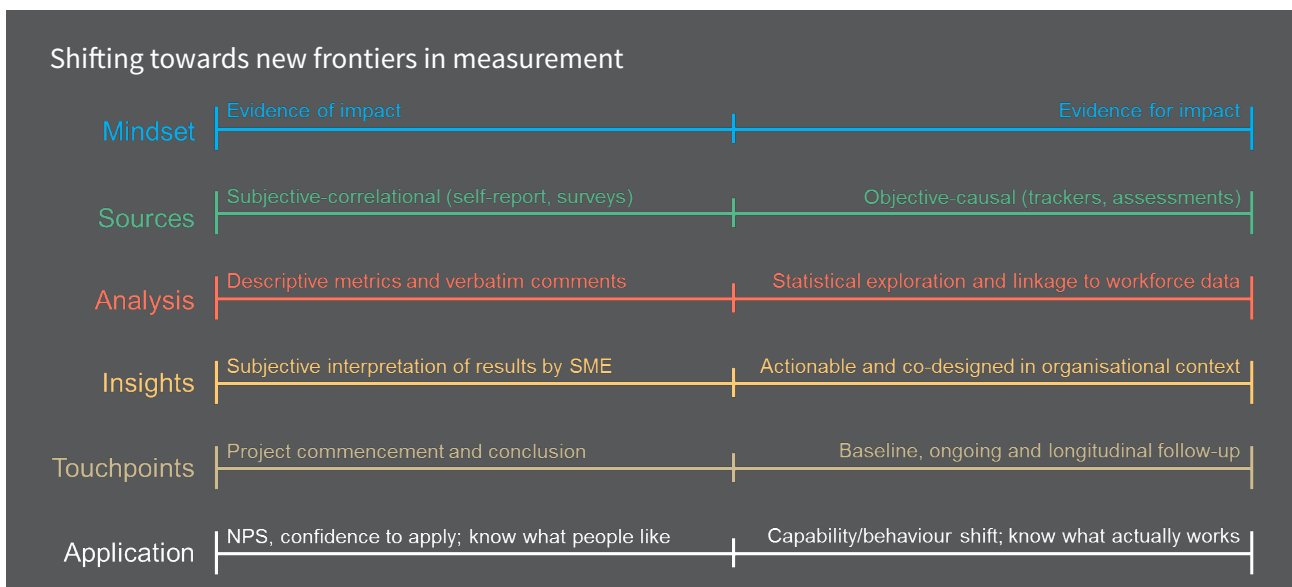 Shifting towards new frontiers in measurement
Mindset
Evidence of impact
Evidence for impact
Sources
Subjective-correlational (self-report, surveys)
Objective-causal (trackers, assessments)
Analysis
Descriptive metrics and verbatim comments
Statistical exploration and linkage to workforce data
Insights
Subjective interpretation of results by SME
Actionable and co-designed in organisational context
Touchpoints
Project commencement and conclusion
Baseline, ongoing and longitudinal follow-up
Application
NPS, confidence to apply; know what people like
Capability/behaviour shift; know what actually works